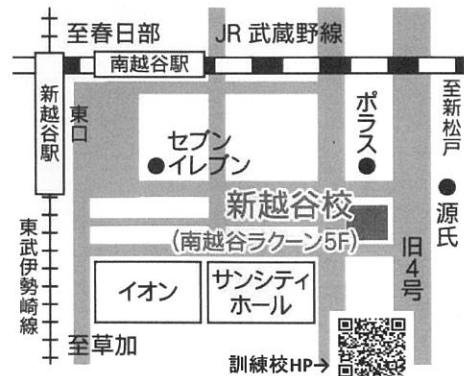 至春日部
JR 武蔵野線
南越谷駅
新越谷駅
東口
セブン
イレブン
ポラス
至新松戸
源氏
新越谷校
(南越谷ラクーン5F)
旧4号
東武伊勢崎線
イオン
サンシティ
ホール
至草加
訓練校HP→